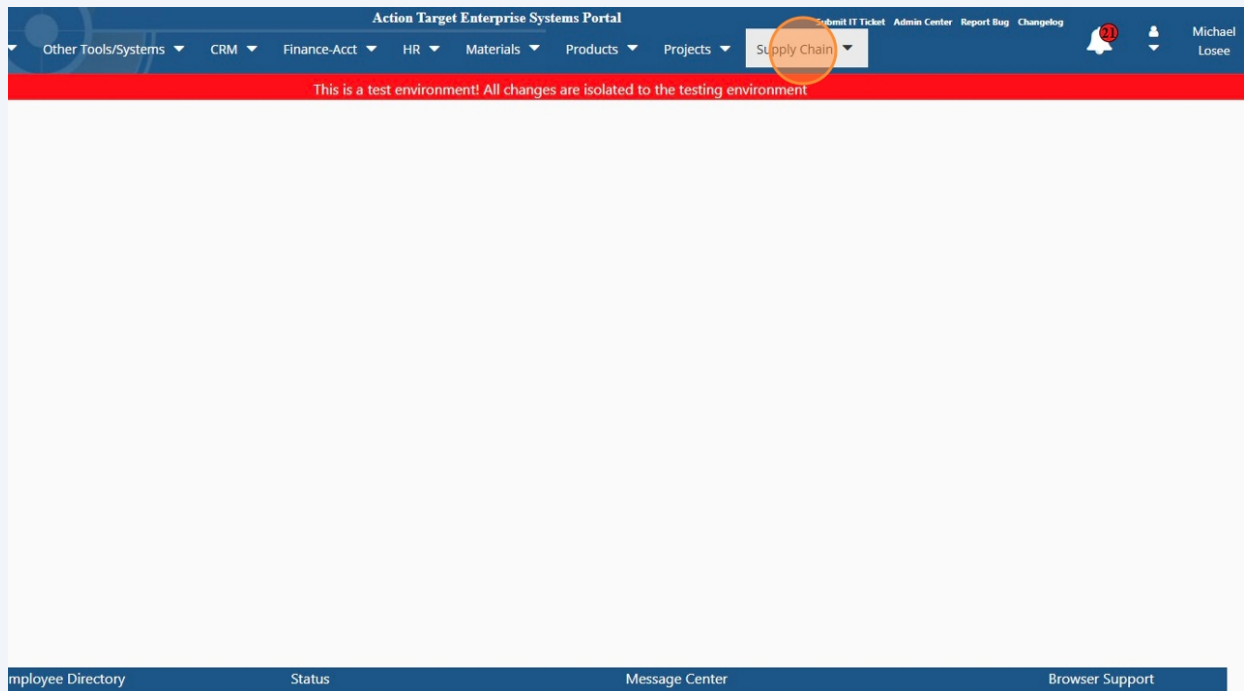 Action Target Enterprise Systems Portal
Submit IT Ticket Admin Center Report Bug Changelog
Other Tools/Systems CRM Finance-Acct HR Materials Products Projects Supply Chain
21
Michael
Losee
This is a test environment! All changes are isolated to the testing environment
mployee Directory Status Message Center Browser Support